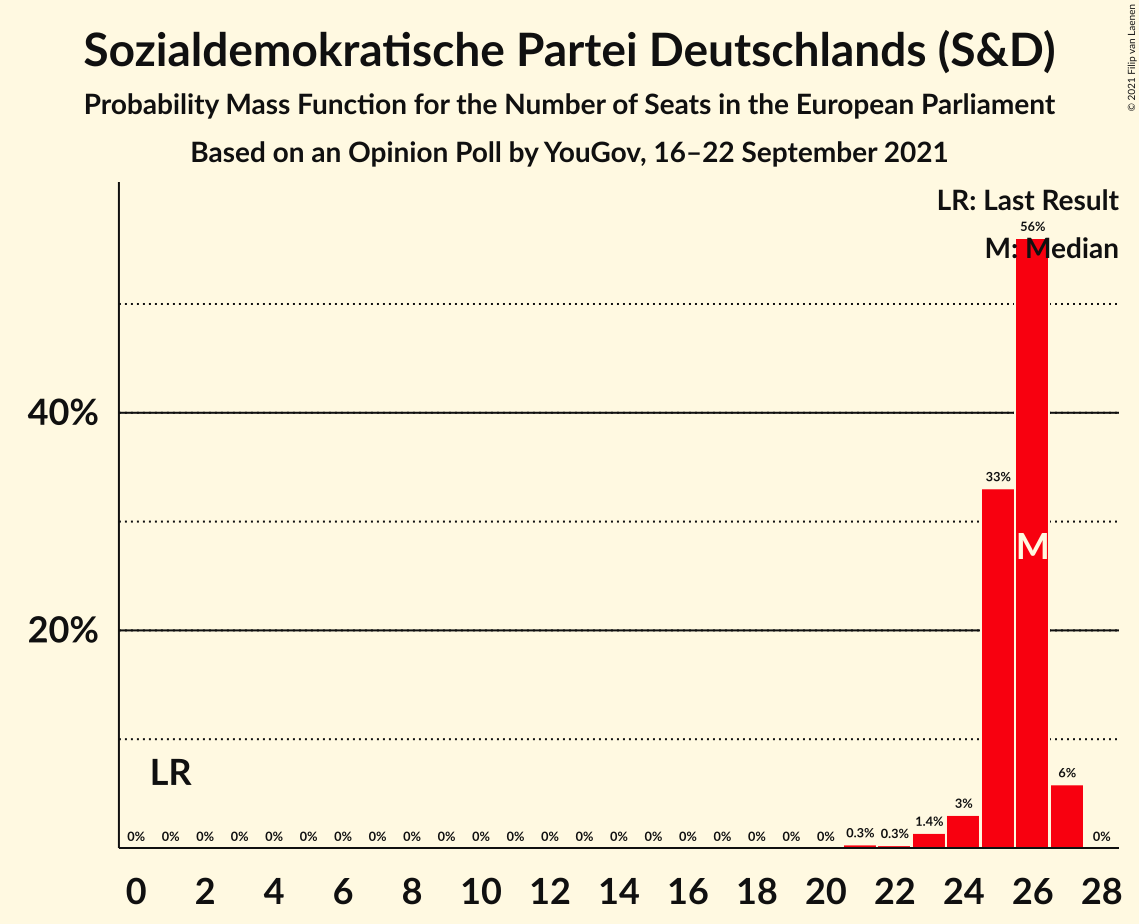 Sozialdemokratische Partei Deutschlands (S&D)
Probability Mass Function for the Number of Seats in the European Parliament
Based on an Opinion Poll by YouGov, 16–22 September 2021
© 2021 Filip van Laenen
LR: Last Result
M: Median
56%
40%
33%
M
20%
LR
6%
3%
1.4%
0% 0% 0% 0% 0% 0% 0% 0% 0% 0% 0% 0% 0% 0% 0% 0% 0% 0% 0% 0% 0% 0.3% 0.3% 0%
0 2 4 6 8 10 12 14 16 18 20 22 24 26 28